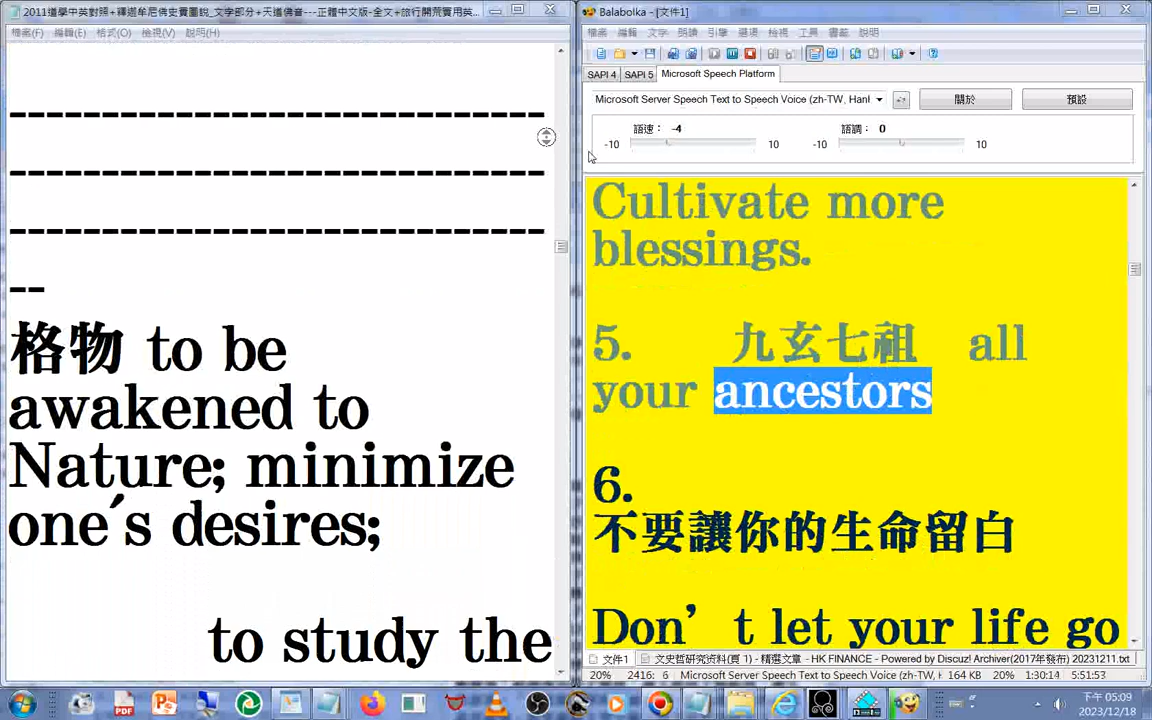 2011道學中英對照+釋迦牟尼佛史實圖說_文字部分+天道佛音---正體中文版-全文+旅行開荒實用英...
檔案(F) 編輯(E) 格式(O) 檢視(V) 說明(H)
--------------------------------
--------------------------------
--------------------------------
--
格物 to be
awakened to
Nature; minimize
one's desires;
to study the
Balabolka - [文件1]
檔案 編輯 文字 朗讀 引擎 選項 檢視 工具 書籤 說明
SAPI 4 SAPI 5 Microsoft Speech Platform
Microsoft Server Speech Text to Speech Voice (zh-TW, Hanl
關於 預設
語速： -4 語調： 0
-10 10 -10 10
Cultivate more
blessings.
5. 九玄七祖 all
your ancestors
6.
不要讓你的生命留白
Don’t let your life go
文件1 文史哲研究资料(頁 1) - 精選文章 - HK FINANCE - Powered by Discuz! Archiver(2017年發布) 20231211.txt
20% 2416: 6 Microsoft Server Speech Text to Speech Voice (zh-TW, H 164 KB 20% 1:30:14 5:51:53
下午 05:09
2023/12/18